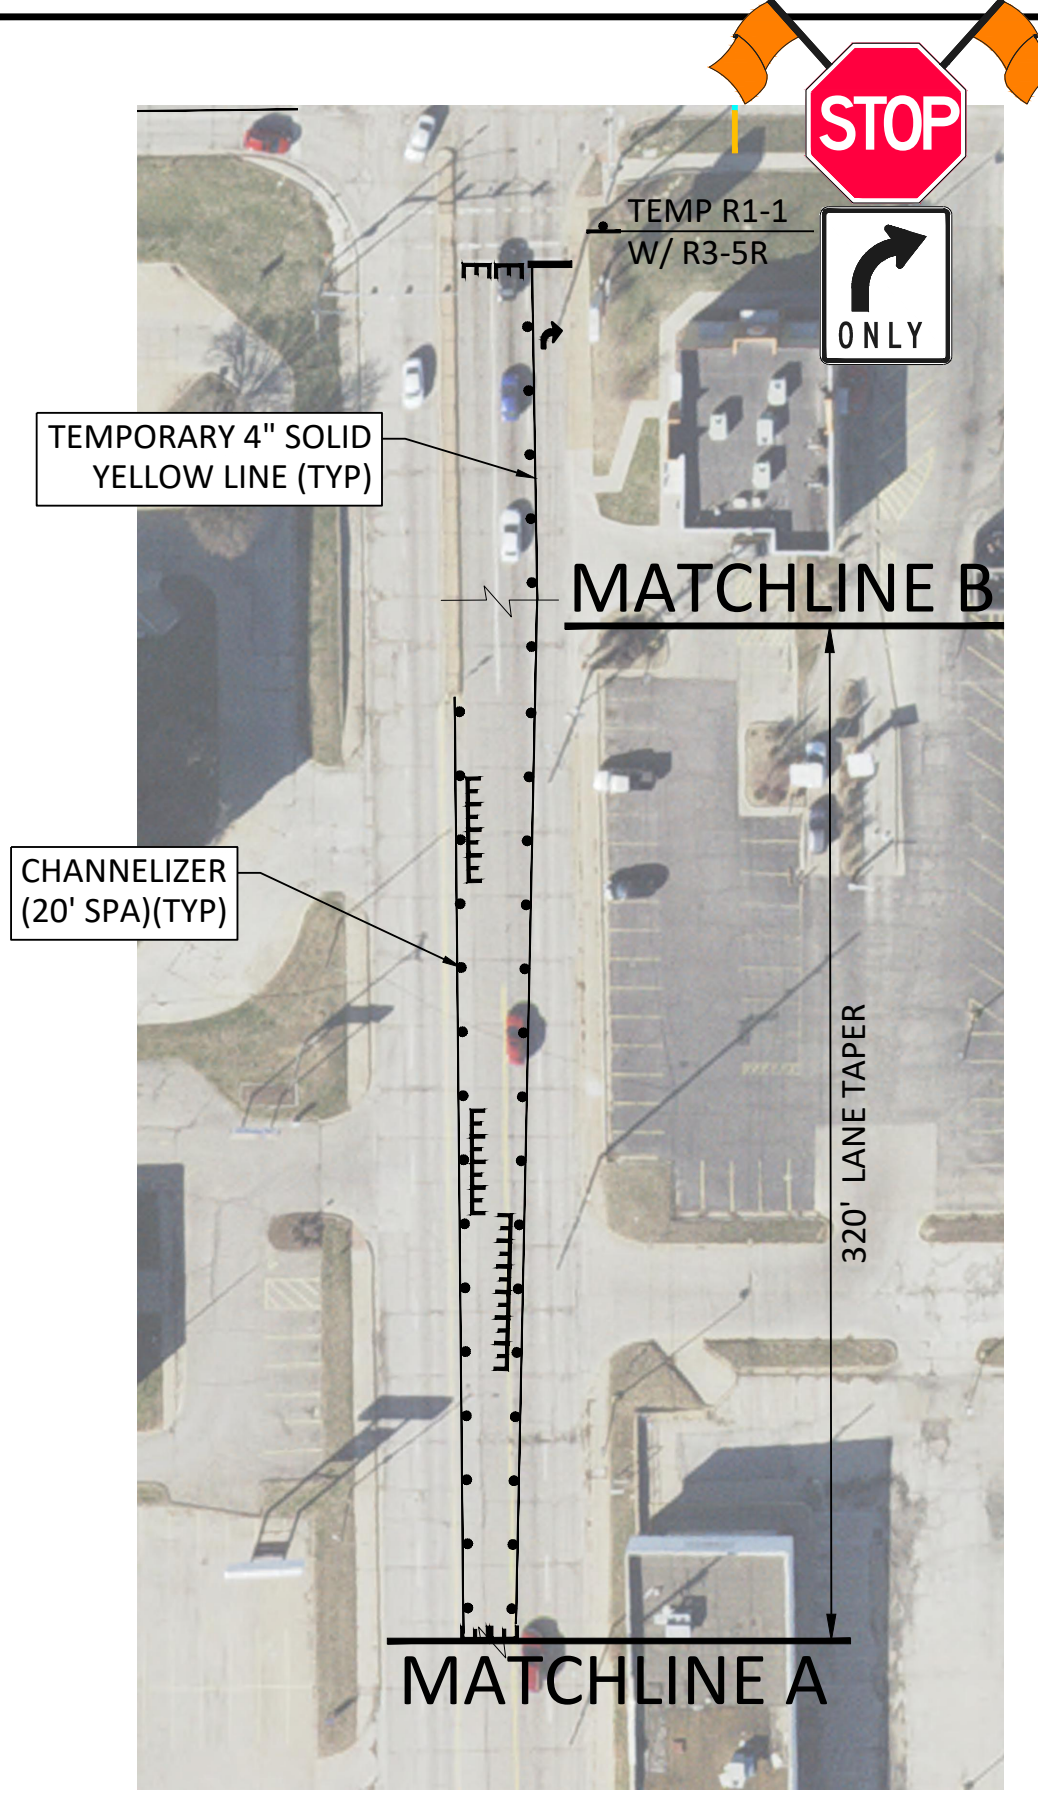 STOP
TEMP R1-1
W/ R3-5R
ONLY
TEMPORARY 4" SOLID
YELLOW LINE (TYP)
MATCHLINE B
CHANNELIZER
(20' SPA)(TYP)
320' LANE TAPER
MATCHLINE A